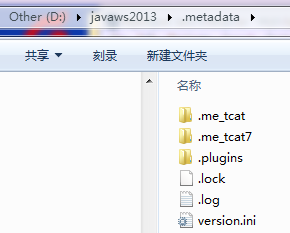 Other (D:) ▸ javaws2013 ▸ .metadata ▸
共享 刻录 新建文件夹
名称
.me_tcat
.me_tcat7
.plugins
.lock
.log
version.ini